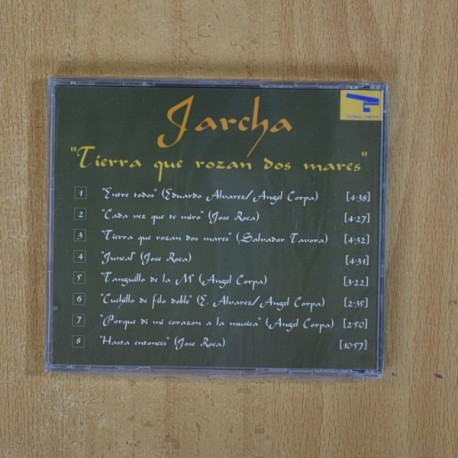 Jarcha
"Tierra que rozan dos mares"
1 "Entre todos" (Eduardo Alvarez/Angel Corpa) [4:38]
2 "Cada vez que te miro" (Jose Roca) [4:27]
3 "Tierra que rozan dos mares" (Salvador Tavora) [4:32]
4 "Juncal" (Jose Roca) [4:31]
5 "Tanguillo de la M" (Angel Corpa) [3:22]
6 "Cuchillo de filo doble" (E. Alvarez/Angel Corpa) [2:35]
7 "Porque di mi corazon a la musica" (Angel Corpa) [2:50]
8 "Hasta entonces" (Jose Roca) [10:57]